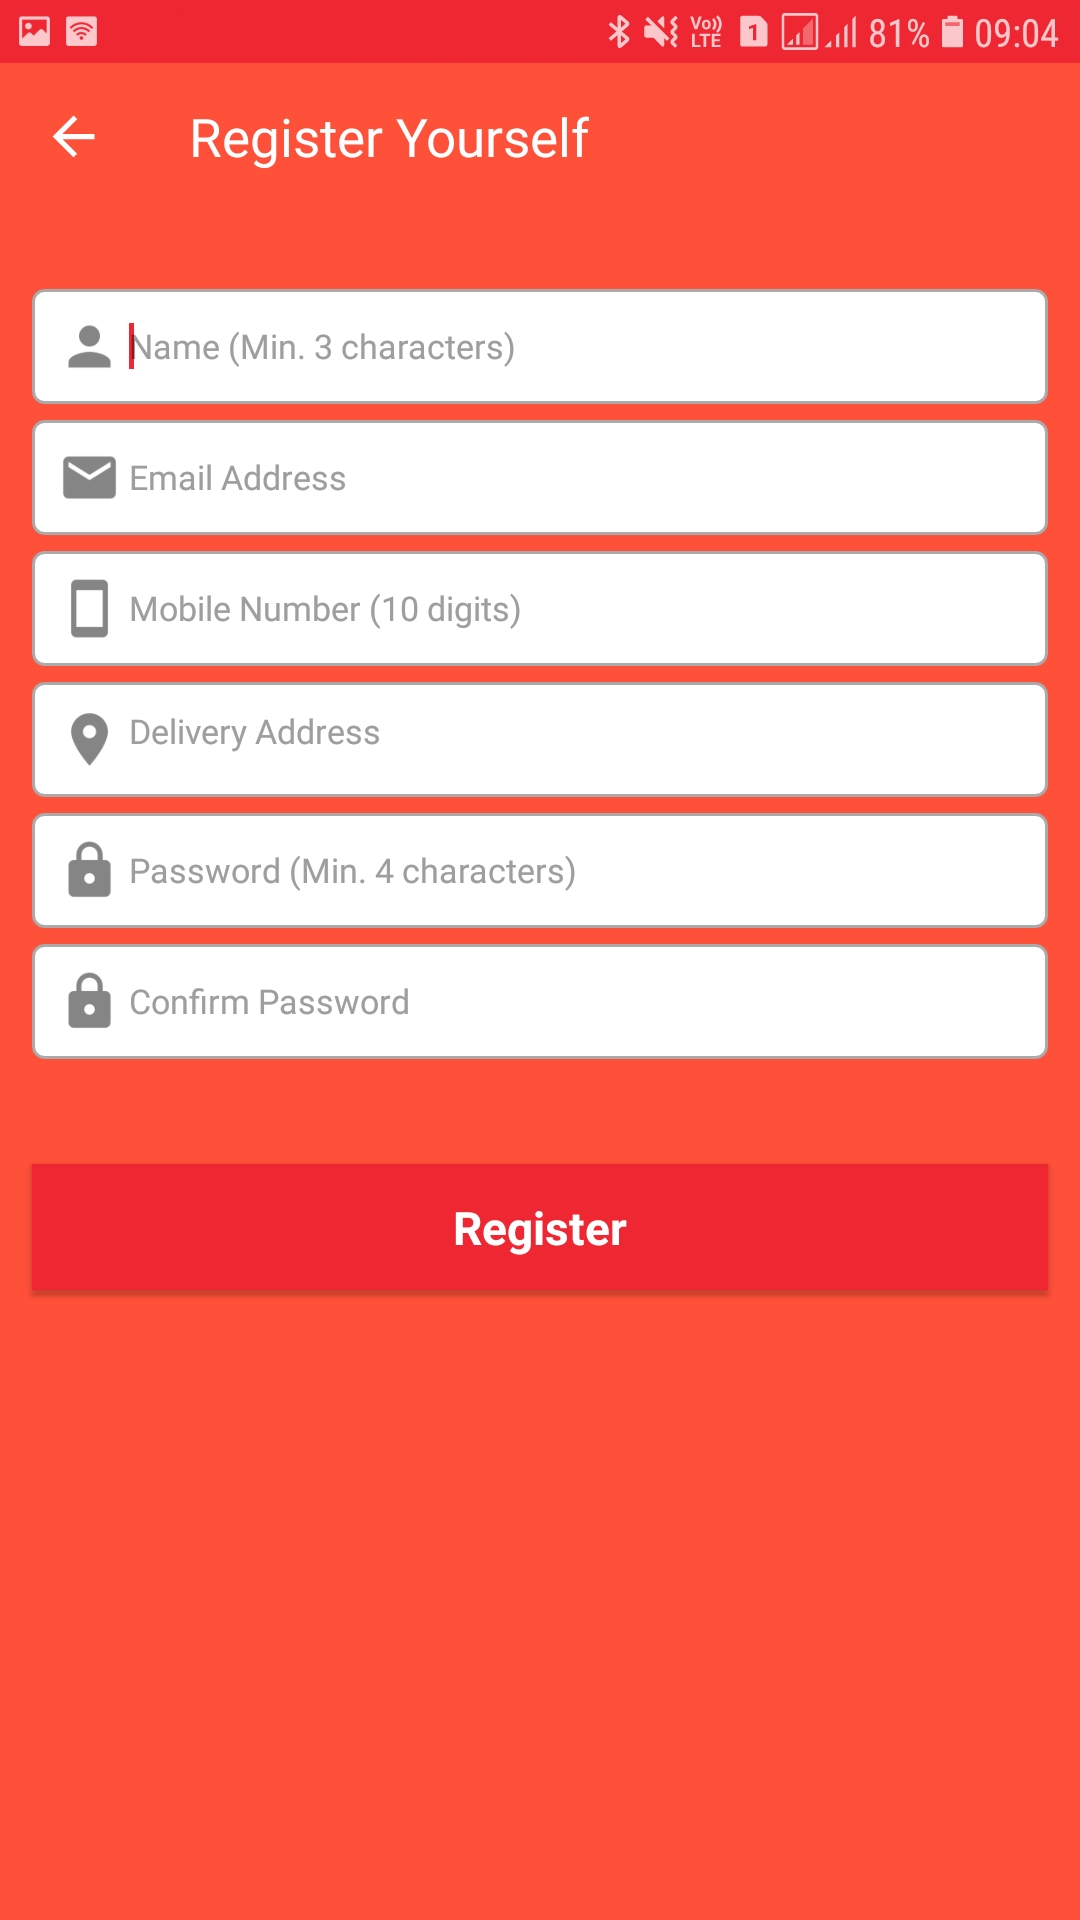 Vo)) LTE 1 81% 09:04
Register Yourself
Name (Min. 3 characters)
Email Address
Mobile Number (10 digits)
Delivery Address
Password (Min. 4 characters)
Confirm Password
Register